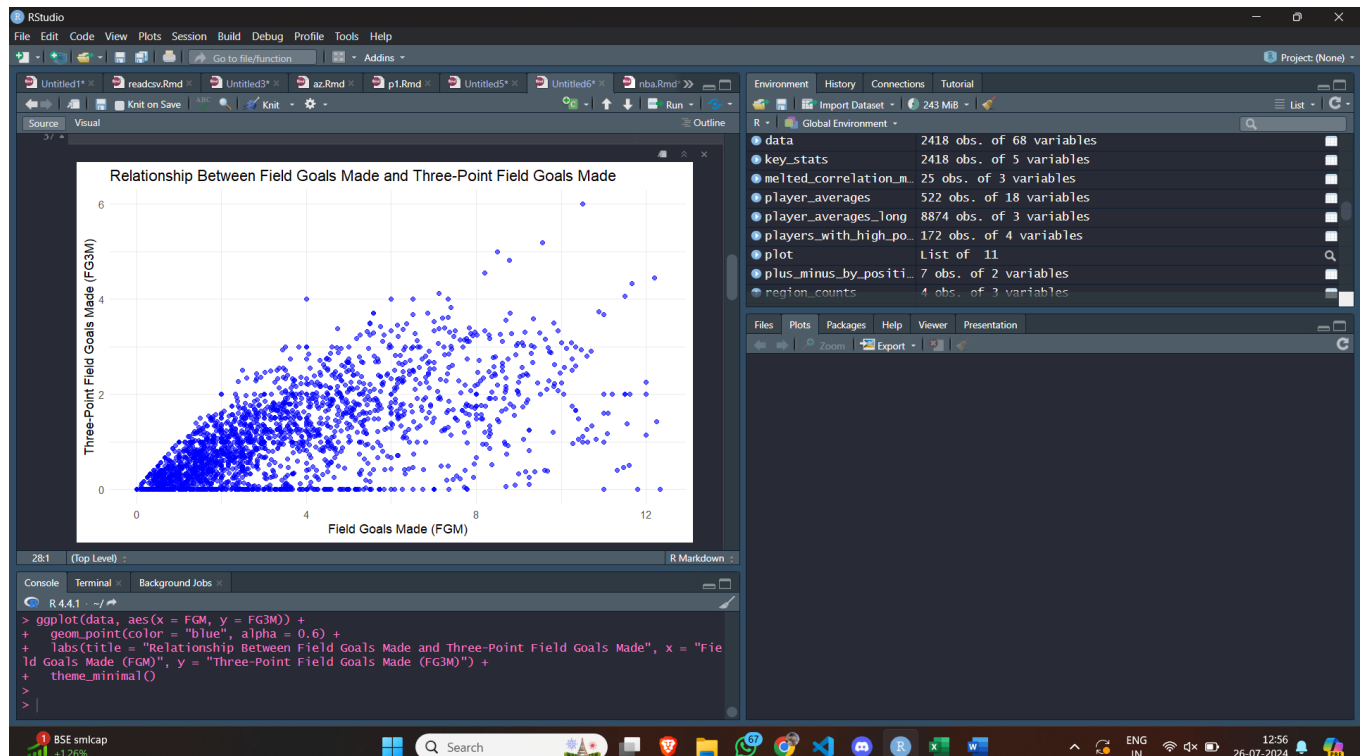 RStudio
File Edit Code View Plots Session Build Debug Profile Tools Help
Go to file/function Addins Project: (None)
Untitled1* readcsv.Rmd Untitled3* az.Rmd p1.Rmd Untitled5* Untitled6* nba.Rmd*
Knit on Save ABC Knit Run
Source Visual Outline
37
Relationship Between Field Goals Made and Three-Point Field Goals Made
Three-Point Field Goals Made (FG3M)
6
4
2
0
0 4 8 12
Field Goals Made (FGM)
28:1 (Top Level) R Markdown
Console Terminal Background Jobs
R 4.4.1 · ~/
> ggplot(data, aes(x = FGM, y = FG3M)) +
+ geom_point(color = "blue", alpha = 0.6) +
+ labs(title = "Relationship Between Field Goals Made and Three-Point Field Goals Made", x = "Fie
ld Goals Made (FGM)", y = "Three-Point Field Goals Made (FG3M)") +
+ theme_minimal()
>
>
Environment History Connections Tutorial
Import Dataset 243 MiB List
R Global Environment
data 2418 obs. of 68 variables
key_stats 2418 obs. of 5 variables
melted_correlation_m… 25 obs. of 3 variables
player_averages 522 obs. of 18 variables
player_averages_long 8874 obs. of 3 variables
players_with_high_po… 172 obs. of 4 variables
plot List of 11
plus_minus_by_positi… 7 obs. of 2 variables
region_counts 4 obs. of 3 variables
Files Plots Packages Help Viewer Presentation
Zoom Export
1
BSE smlcap
+1.26%
Search
67
ENG
IN
12:56
26-07-2024